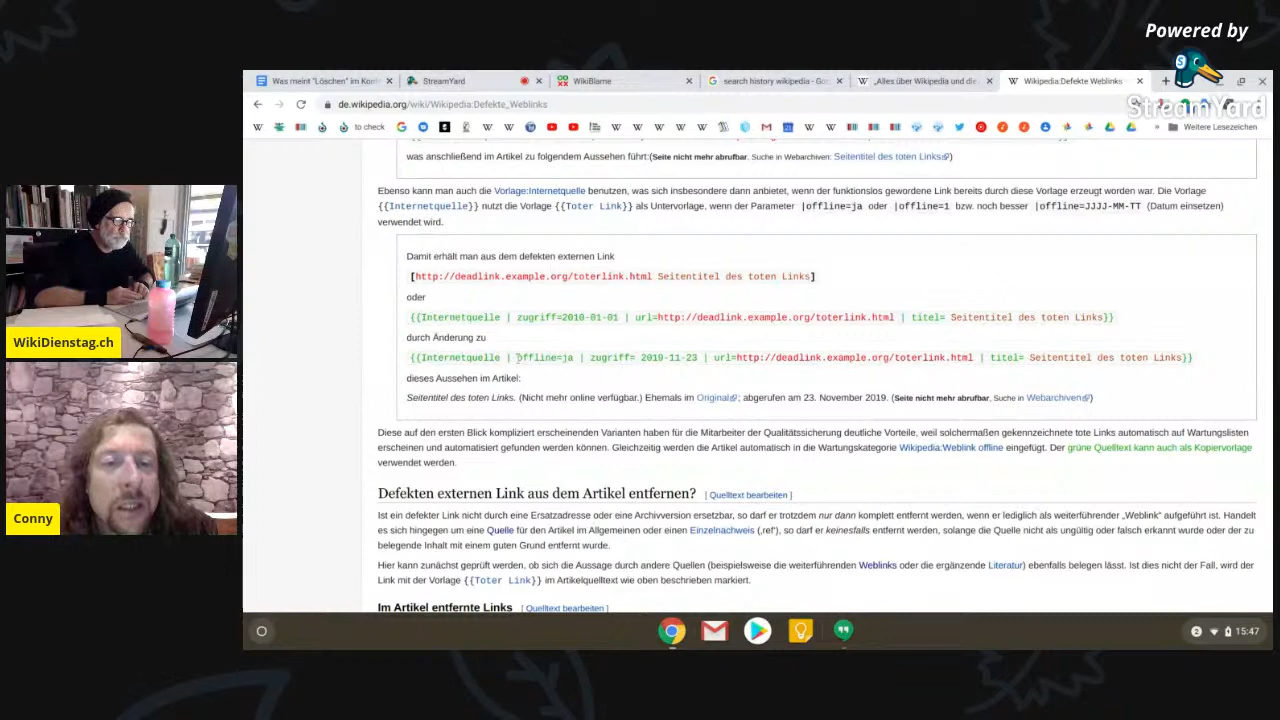 Powered by
StreamYard
Was meint "Löschen" im Kon
StreamYard
WikiBlame
search history wikipedia - Go
„Alles über Wikipedia und die
Wikipedia:Defekte Weblinks
de.wikipedia.org/wiki/Wikipedia:Defekte_Weblinks
to check
Weitere Lesezeichen
was anschließend im Artikel zu folgendem Aussehen führt:(Seite nicht mehr abrufbar, Suche in Webarchiven: Seitentitel des toten Links)
Ebenso kann man auch die Vorlage:Internetquelle benutzen, was sich insbesondere dann anbietet, wenn der funktionslos gewordene Link bereits durch diese Vorlage erzeugt worden war. Die Vorlage
{{Internetquelle}} nutzt die Vorlage {{Toter Link}} als Untervorlage, wenn der Parameter |offline=ja oder |offline=1 bzw. noch besser |offline=JJJJ-MM-TT (Datum einsetzen)
verwendet wird.
Damit erhält man aus dem defekten externen Link
[http://deadlink.example.org/toterlink.html Seitentitel des toten Links]
oder
{{Internetquelle | zugriff=2010-01-01 | url=http://deadlink.example.org/toterlink.html | titel= Seitentitel des toten Links}}
durch Änderung zu
{{Internetquelle | offline=ja | zugriff= 2019-11-23 | url=http://deadlink.example.org/toterlink.html | titel= Seitentitel des toten Links}}
dieses Aussehen im Artikel:
Seitentitel des toten Links. (Nicht mehr online verfügbar.) Ehemals im Original; abgerufen am 23. November 2019. (Seite nicht mehr abrufbar, Suche in Webarchiven)
Diese auf den ersten Blick kompliziert erscheinenden Varianten haben für die Mitarbeiter der Qualitätssicherung deutliche Vorteile, weil solchermaßen gekennzeichnete tote Links automatisch auf Wartungslisten
erscheinen und automatisiert gefunden werden können. Gleichzeitig werden die Artikel automatisch in die Wartungskategorie Wikipedia:Weblink offline eingefügt. Der grüne Quelltext kann auch als Kopiervorlage
verwendet werden.
Defekten externen Link aus dem Artikel entfernen? [ Quelltext bearbeiten ]
Ist ein defekter Link nicht durch eine Ersatzadresse oder eine Archivversion ersetzbar, so darf er trotzdem nur dann komplett entfernt werden, wenn er lediglich als weiterführender „Weblink“ aufgeführt ist. Handelt
es sich hingegen um eine Quelle für den Artikel im Allgemeinen oder einen Einzelnachweis (‚ref‘), so darf er keinesfalls entfernt werden, solange die Quelle nicht als ungültig oder falsch erkannt wurde oder der zu
belegende Inhalt mit einem guten Grund entfernt wurde.
Hier kann zunächst geprüft werden, ob sich die Aussage durch andere Quellen (beispielsweise die weiterführenden Weblinks oder die ergänzende Literatur) ebenfalls belegen lässt. Ist dies nicht der Fall, wird der
Link mit der Vorlage {{Toter Link}} im Artikelquelltext wie oben beschrieben markiert.
Im Artikel entfernte Links [ Quelltext bearbeiten ]
WikiDienstag.ch
Conny
2
15:47